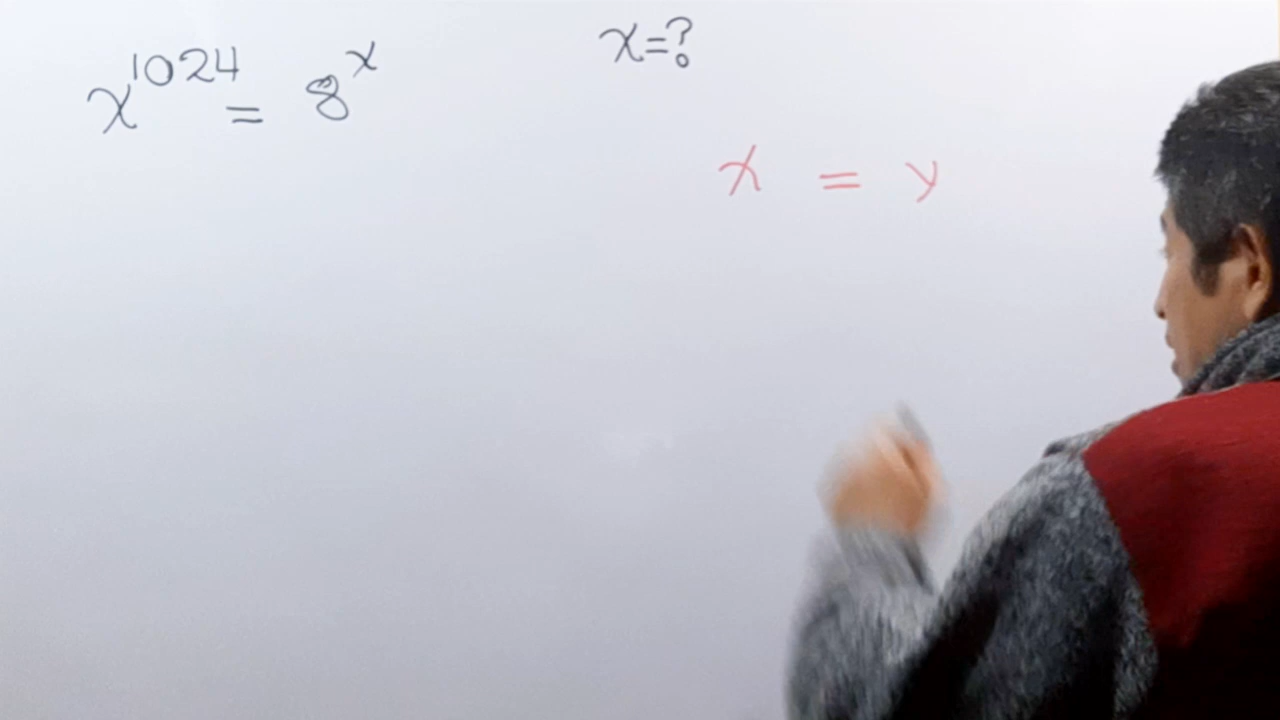 x^1024 = 8^x
x=?
x = y